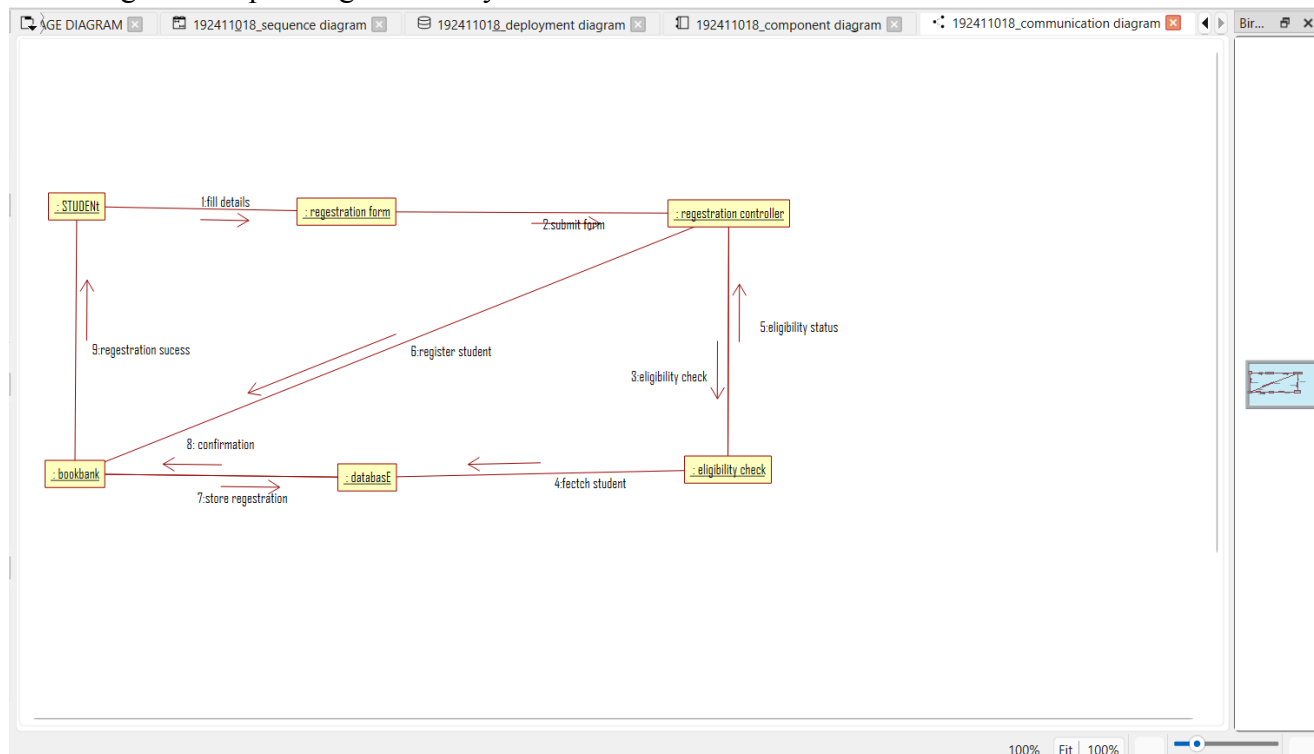 AGE DIAGRAM
192411018_sequence diagram
192411018_deployment diagram
192411018_component diagram
192411018_communication diagram
Bir...
: STUDENt
1:fill details
: regestration form
2:submit form
: regestration controller
5:eligibility status
9:regestration sucess
6:register student
3:eligibility check
8: confirmation
: bookbank
: databasE
: eligibility check
7:store regestration
4:fectch student
100%
Fit
100%